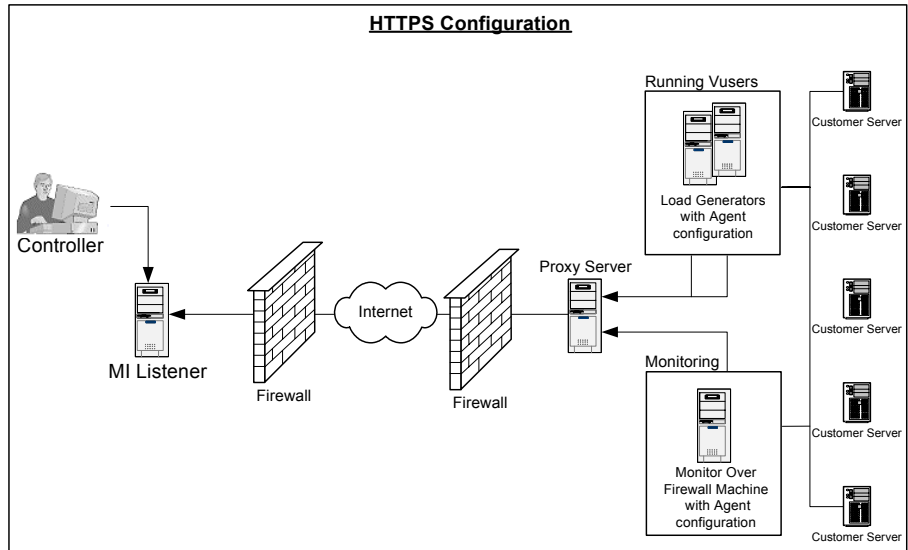 HTTPS Configuration
Running Vusers
Customer Server
Load Generators
with Agent
configuration
Customer Server
Controller
Proxy Server
Internet
Customer Server
MI Listener
Firewall
Firewall
Monitoring
Customer Server
Monitor Over
Firewall Machine
with Agent
configuration
Customer Server